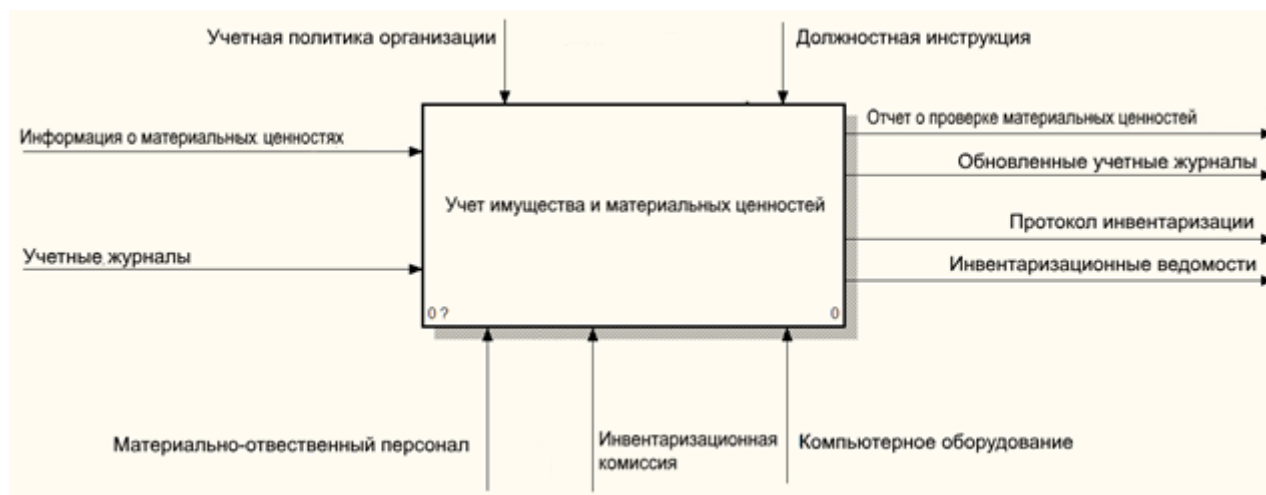 Учетная политика организации
Должностная инструкция
Информация о материальных ценностях
Отчет о проверке материальных ценностей
Обновленные учетные журналы
Учет имущества и материальных ценностей
Протокол инвентаризации
Учетные журналы
Инвентаризационные ведомости
0 ?
0
Материально-отвественный персонал
Инвентаризационная
комиссия
Компьютерное оборудование